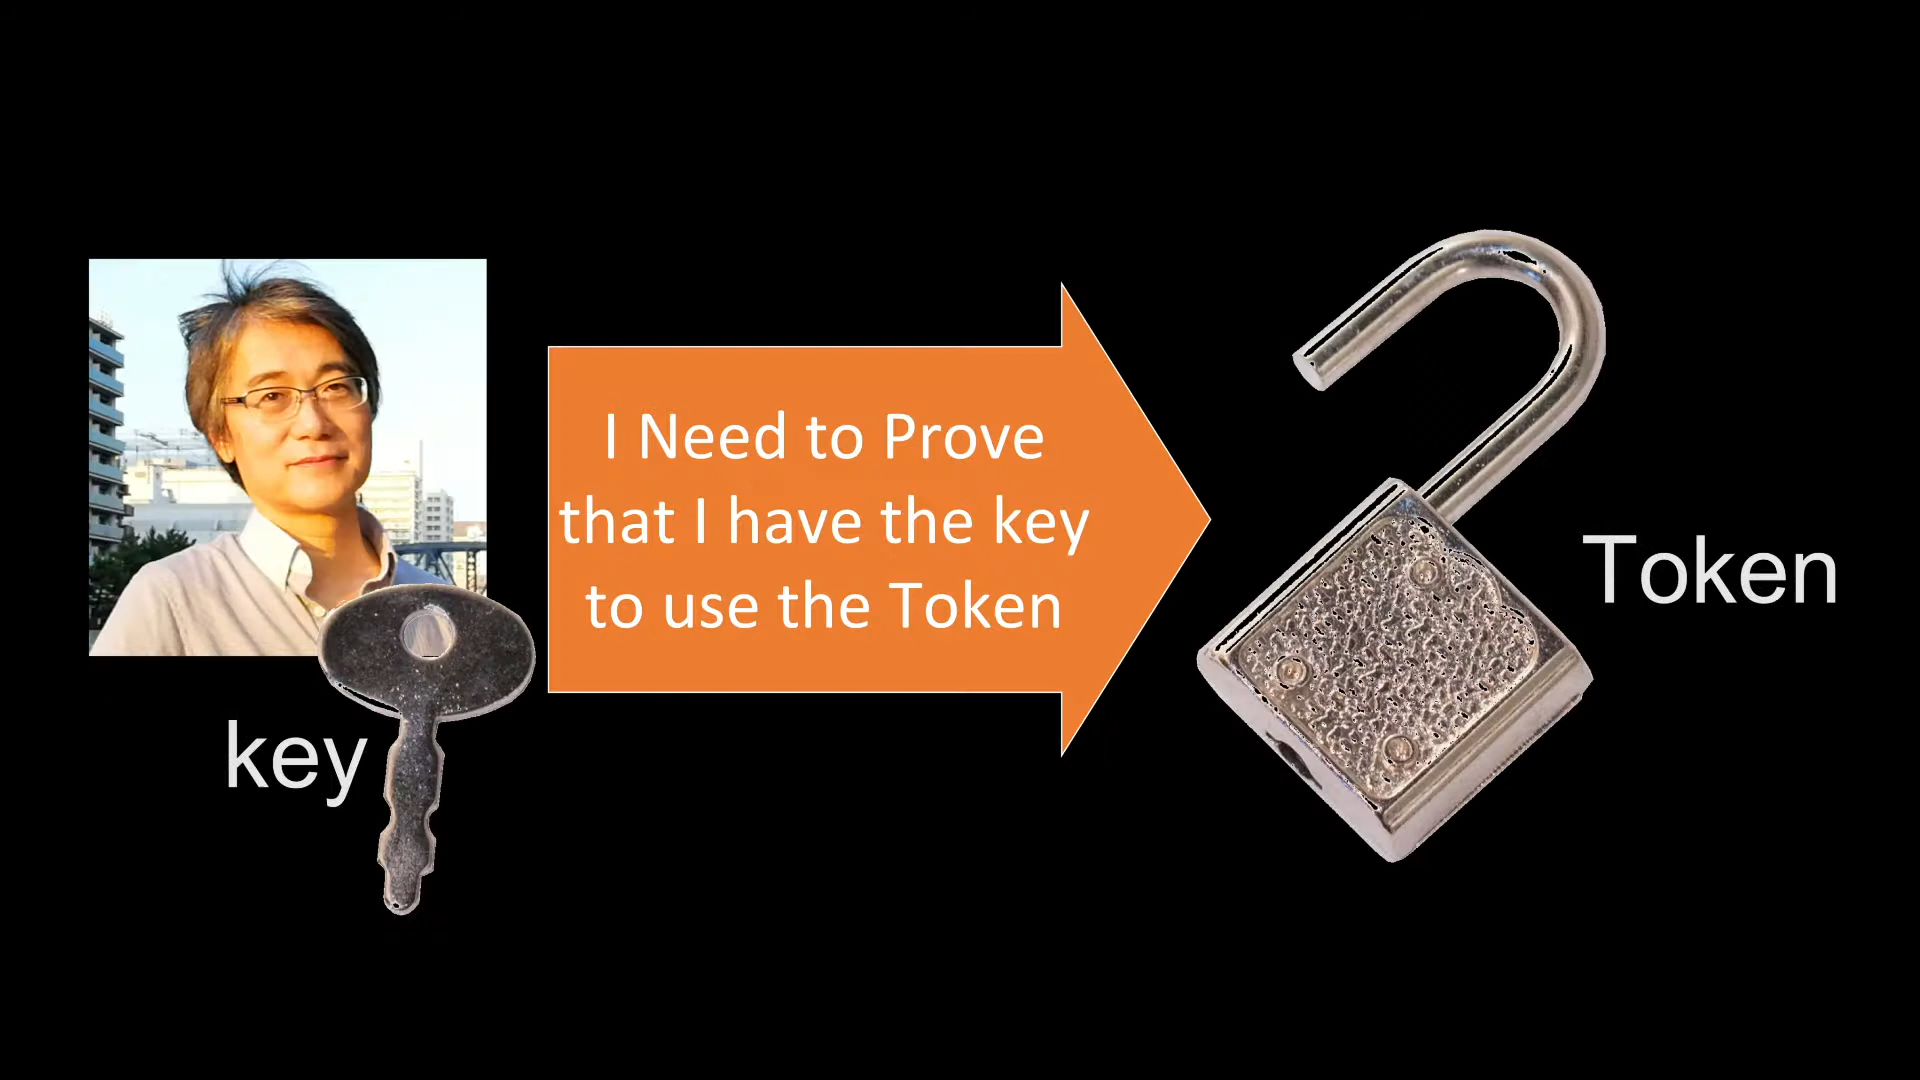 I Need to Prove
that I have the key
to use the Token
key
Token